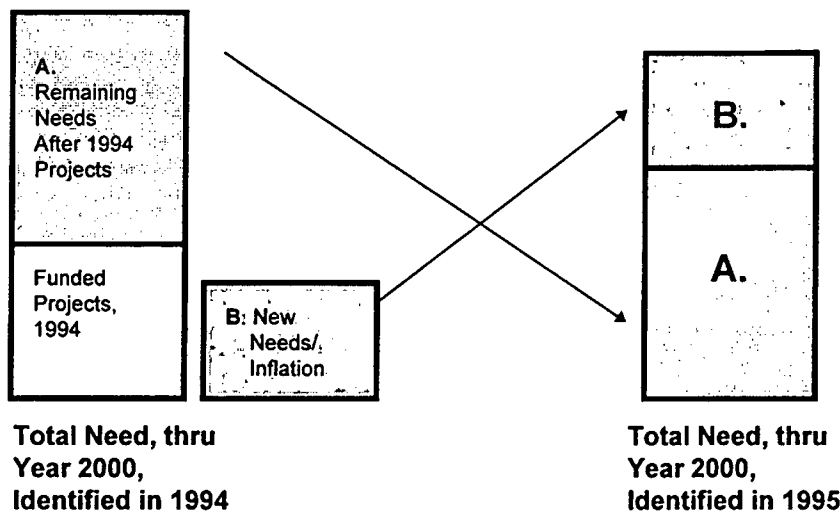 A.
Remaining
Needs
After 1994
Projects
Funded
Projects,
1994
B: New
Needs/
Inflation
Total Need, thru
Year 2000,
Identified in 1994
B.
A.
Total Need, thru
Year 2000,
Identified in 1995